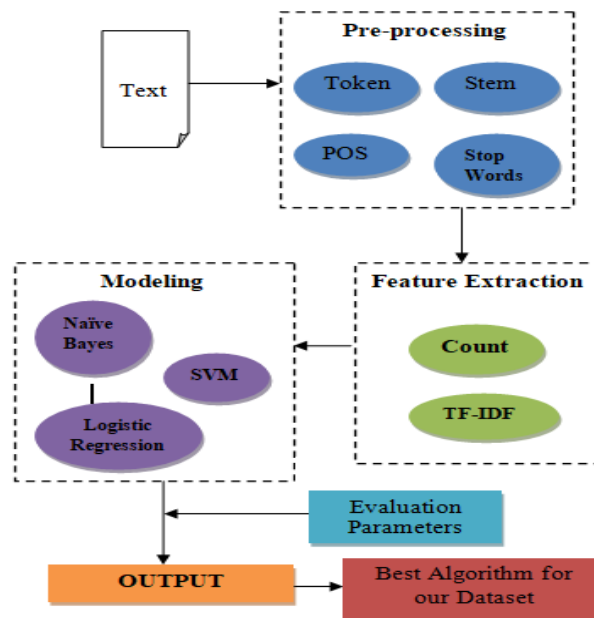 Pre-processing
Text
Token
Stem
POS
Stop
Words
Modeling
Feature Extraction
Naïve
Bayes
SVM
Logistic
Regression
Count
TF-IDF
Evaluation
Parameters
OUTPUT
Best Algorithm for
our Dataset